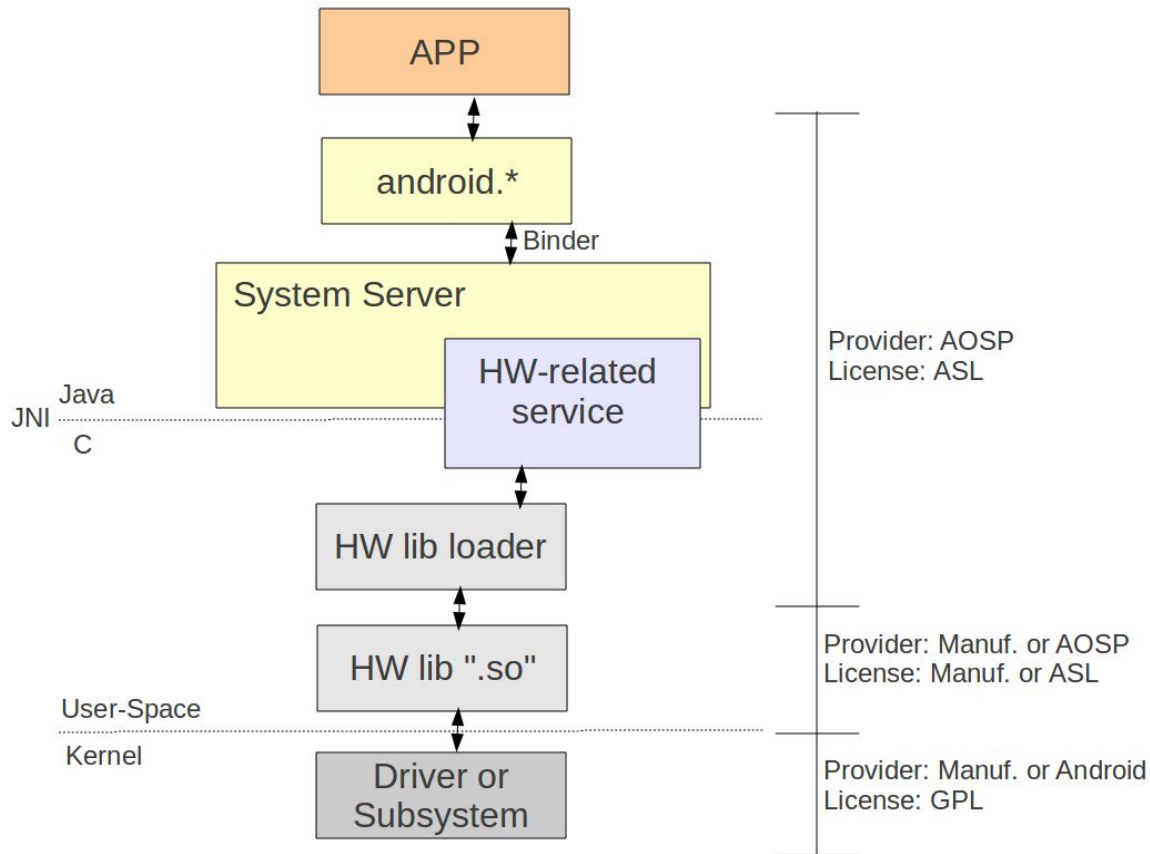 APP
android.*
Binder
System Server
HW-related
service
Provider: AOSP
License: ASL
Java
JNI
C
HW lib loader
HW lib ".so"
Provider: Manuf. or AOSP
License: Manuf. or ASL
User-Space
Kernel
Driver or
Subsystem
Provider: Manuf. or Android
License: GPL